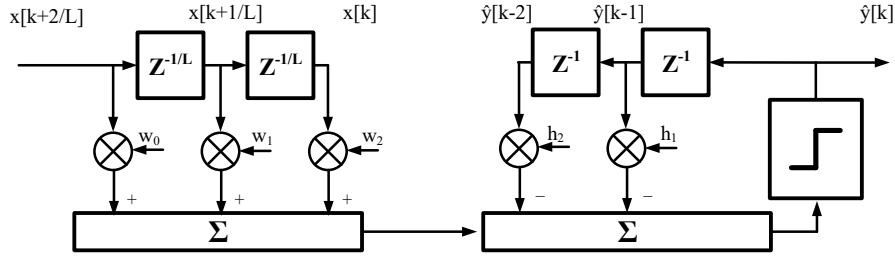 x[k+2/L] x[k+1/L] x[k] ŷ[k-2] ŷ[k-1] ŷ[k]
Z-1/L Z-1/L Z-1 Z-1
w0 w1 w2 h2 h1
+ + + − −
Σ Σ